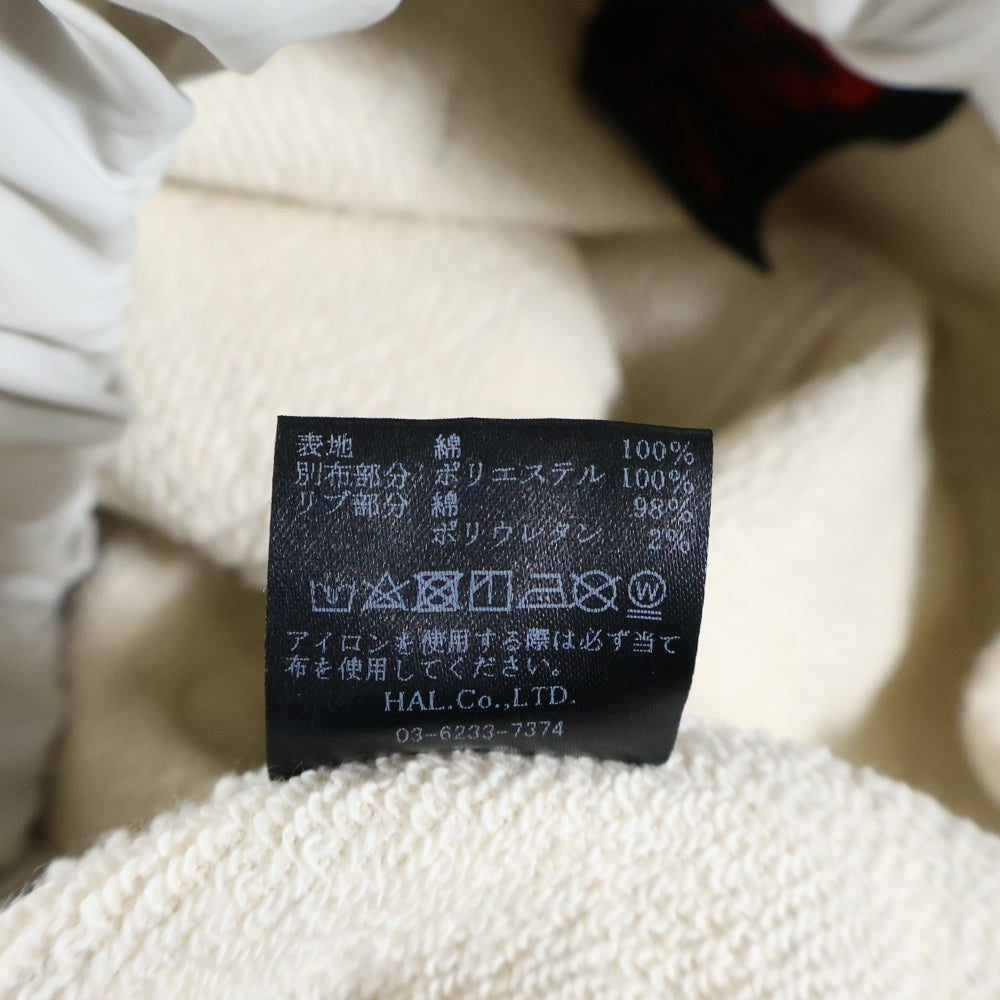 表地 綿 100%
別布部分 ポリエステル 100%
リブ部分 綿 98%
ポリウレタン 2%
アイロンを使用する際は必ず当て
布を使用してください。
HAL.Co.,LTD.
03-6233-7374